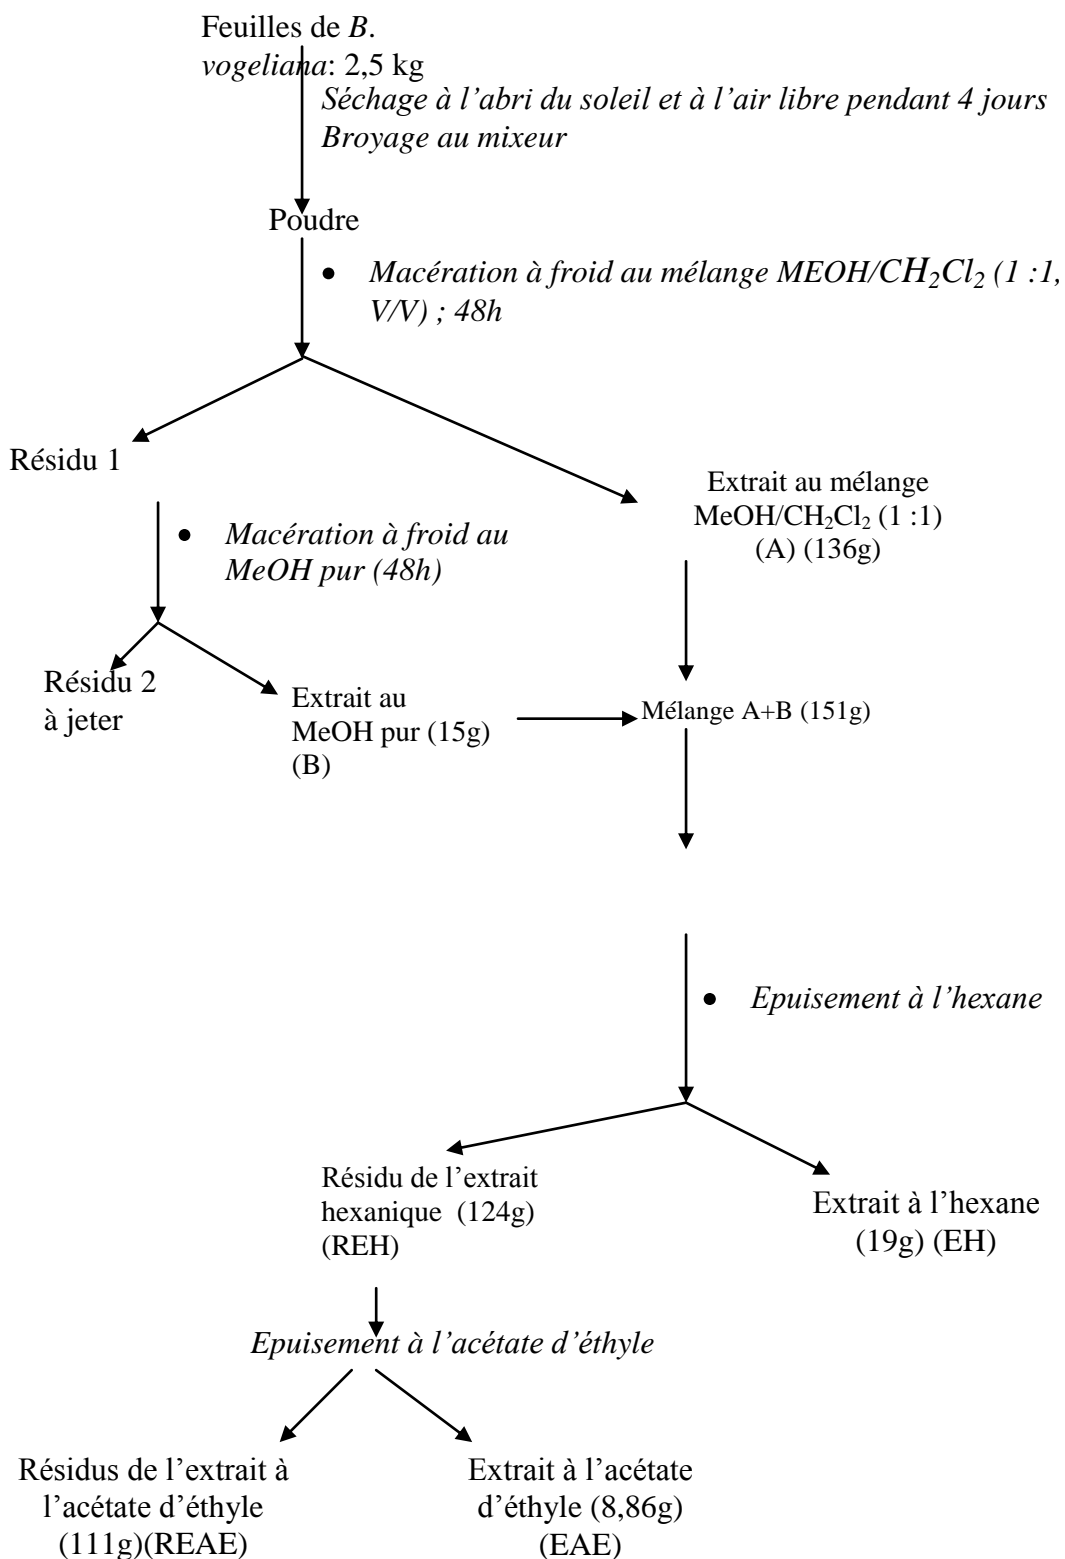 Feuilles de B.
vogeliana: 2,5 kg
Séchage à l’abri du soleil et à l’air libre pendant 4 jours
Broyage au mixeur
Poudre
• Macération à froid au mélange MEOH/CH₂Cl₂ (1 :1,
V/V) ; 48h
Résidu 1
Extrait au mélange
MeOH/CH₂Cl₂ (1 :1)
(A) (136g)
• Macération à froid au
MeOH pur (48h)
Résidu 2
à jeter
Extrait au
MeOH pur (15g)
(B)
Mélange A+B (151g)
• Epuisement à l’hexane
Résidu de l’extrait
hexanique (124g)
(REH)
Extrait à l’hexane
(19g) (EH)
Epuisement à l’acétate d’éthyle
Résidus de l’extrait à
l’acétate d’éthyle
(111g)(REAE)
Extrait à l’acétate
d’éthyle (8,86g)
(EAE)